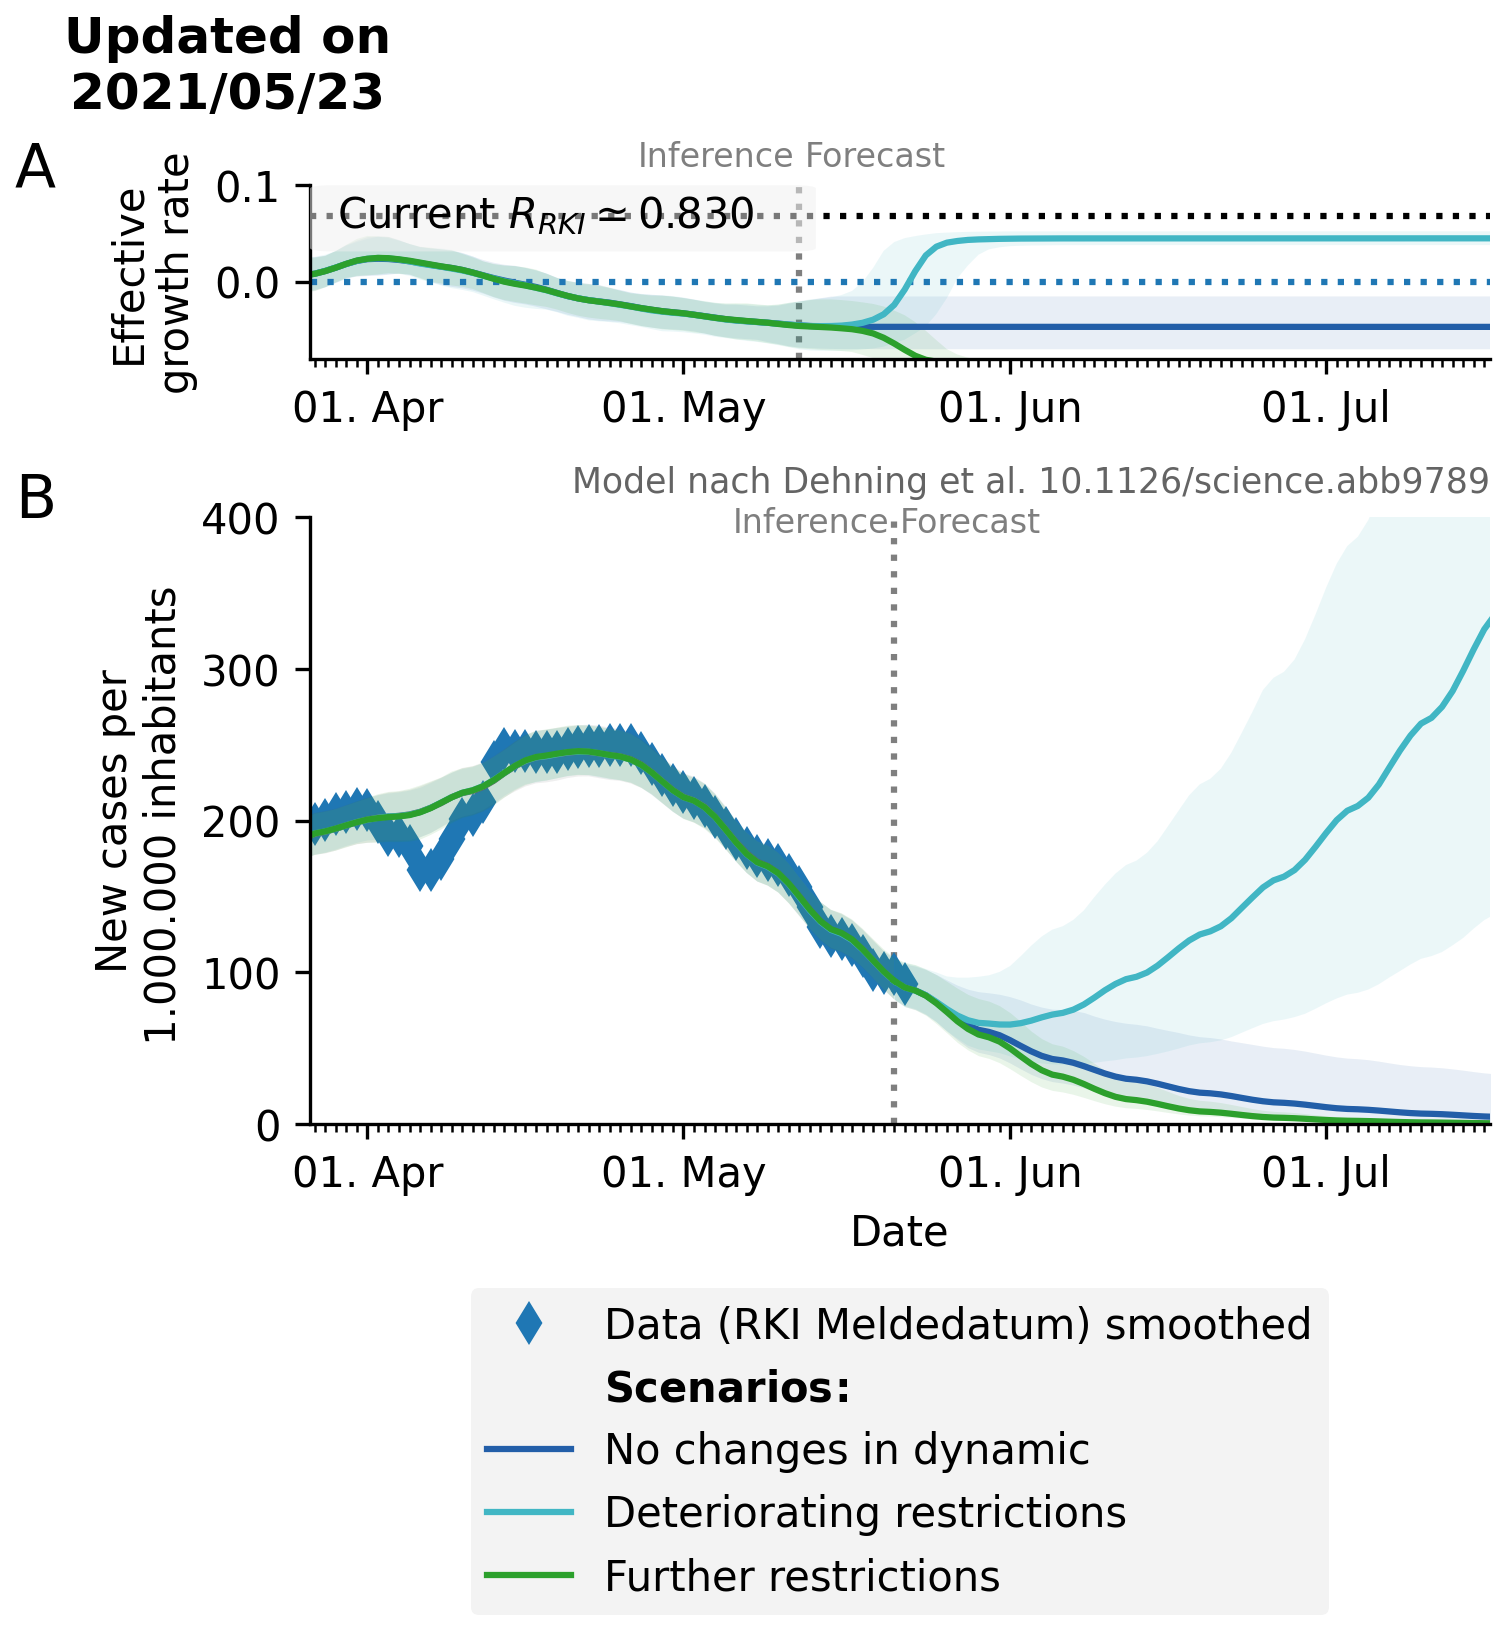 Updated on
2021/05/23
A
Inference Forecast
Effective
growth rate
0.1
0.0
Current R_RKI ≃ 0.830
01. Apr 01. May 01. Jun 01. Jul
B
Model nach Dehning et al. 10.1126/science.abb9789
Inference Forecast
New cases per
1.000.000 inhabitants
400
300
200
100
0
01. Apr 01. May 01. Jun 01. Jul
Date
Data (RKI Meldedatum) smoothed
Scenarios:
No changes in dynamic
Deteriorating restrictions
Further restrictions